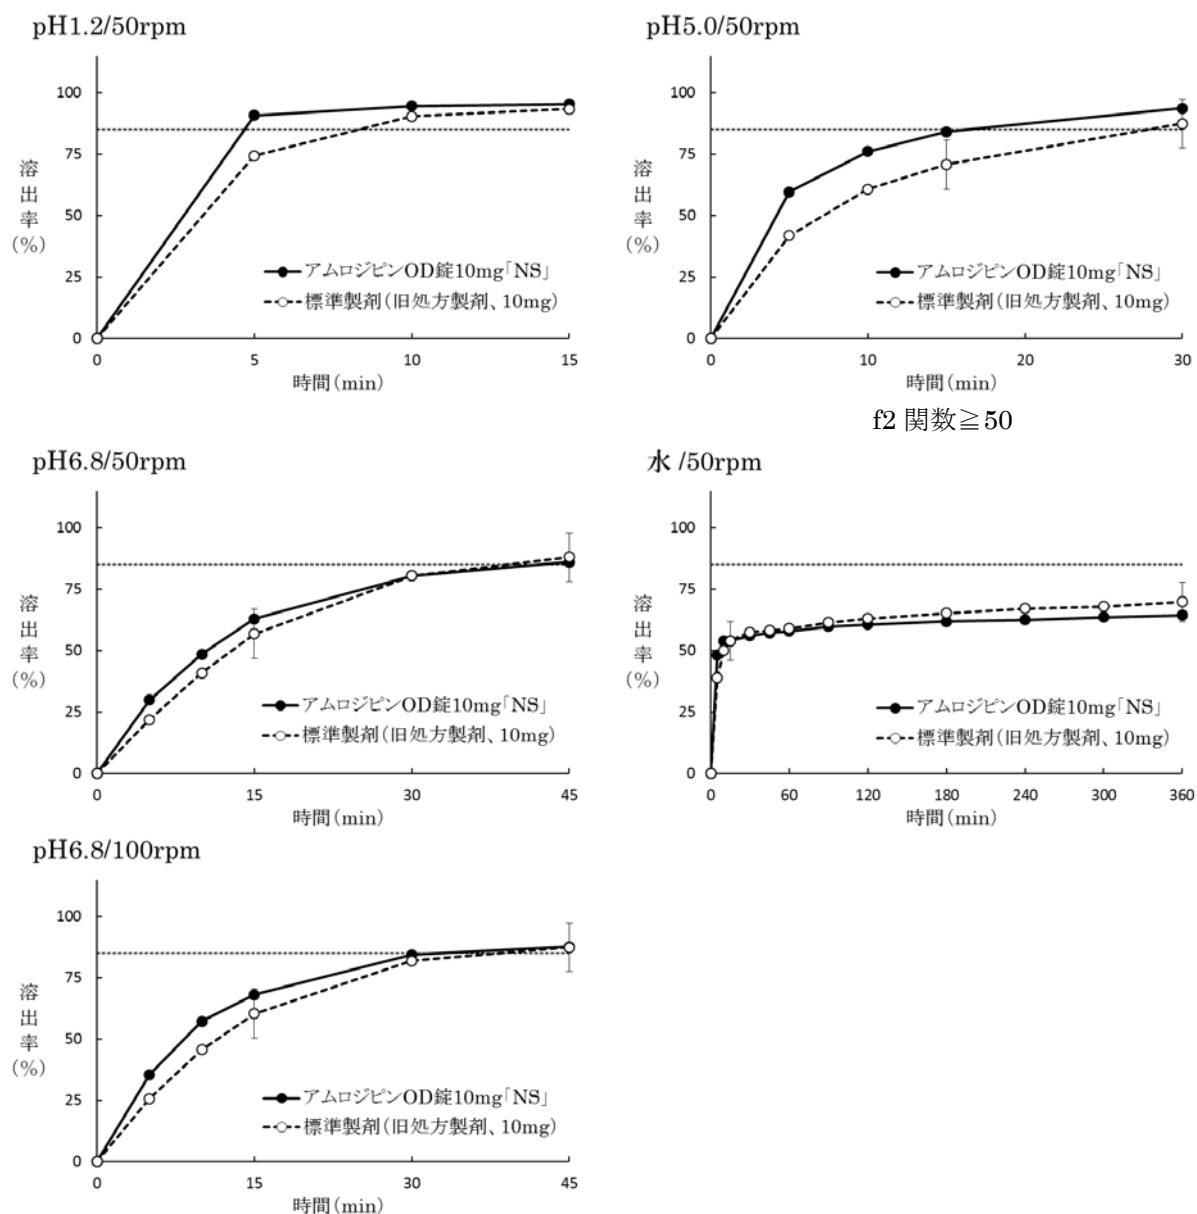 pH1.2/50rpm
100
75
50
25
0
溶出率(%)
アムロジピンOD錠10mg「NS」
標準製剤(旧処方製剤、10mg)
0 5 10 15
時間(min)
pH5.0/50rpm
100
75
50
25
0
溶出率(%)
アムロジピンOD錠10mg「NS」
標準製剤(旧処方製剤、10mg)
0 10 20 30
時間(min)
f2 関数≧50
pH6.8/50rpm
100
75
50
25
0
溶出率(%)
アムロジピンOD錠10mg「NS」
標準製剤(旧処方製剤、10mg)
0 15 30 45
時間(min)
水 /50rpm
100
75
50
25
0
溶出率(%)
アムロジピンOD錠10mg「NS」
標準製剤(旧処方製剤、10mg)
0 60 120 180 240 300 360
時間(min)
pH6.8/100rpm
100
75
50
25
0
溶出率(%)
アムロジピンOD錠10mg「NS」
標準製剤(旧処方製剤、10mg)
0 15 30 45
時間(min)